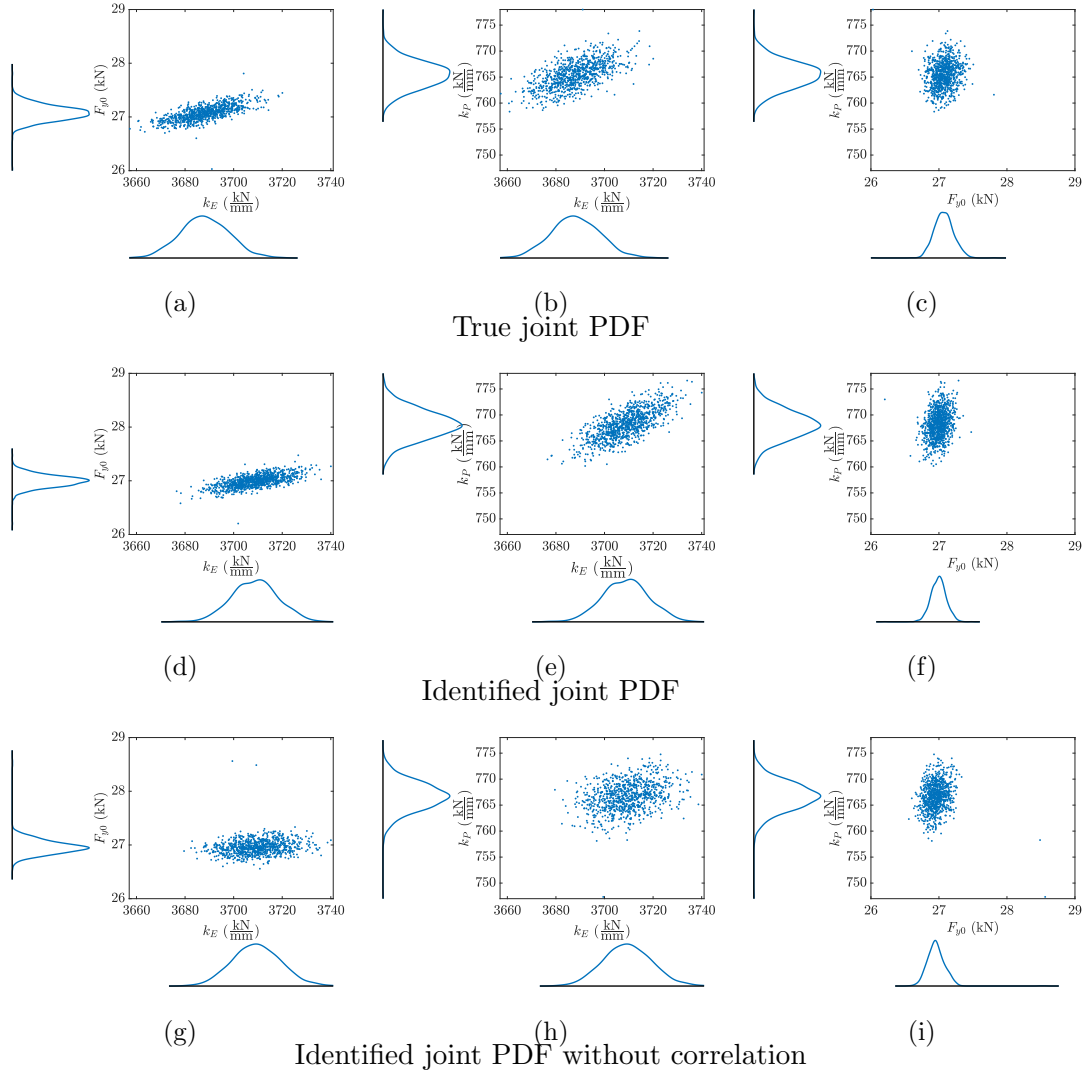 29
28
27
26
F_{y0} (kN)
3660 3680 3700 3720 3740
k_E (kN/mm)
(a)
775
770
765
760
755
750
k_P (kN/mm)
3660 3680 3700 3720 3740
k_E (kN/mm)
(b)
775
770
765
760
755
750
k_P (kN/mm)
26 27 28 29
F_{y0} (kN)
(c)
True joint PDF
29
28
27
26
F_{y0} (kN)
3660 3680 3700 3720 3740
k_E (kN/mm)
(d)
775
770
765
760
755
750
k_P (kN/mm)
3660 3680 3700 3720 3740
k_E (kN/mm)
(e)
775
770
765
760
755
750
k_P (kN/mm)
26 27 28 29
F_{y0} (kN)
(f)
Identified joint PDF
29
28
27
26
F_{y0} (kN)
3660 3680 3700 3720 3740
k_E (kN/mm)
(g)
775
770
765
760
755
750
k_P (kN/mm)
3660 3680 3700 3720 3740
k_E (kN/mm)
(h)
775
770
765
760
755
750
k_P (kN/mm)
26 27 28 29
F_{y0} (kN)
(i)
Identified joint PDF without correlation